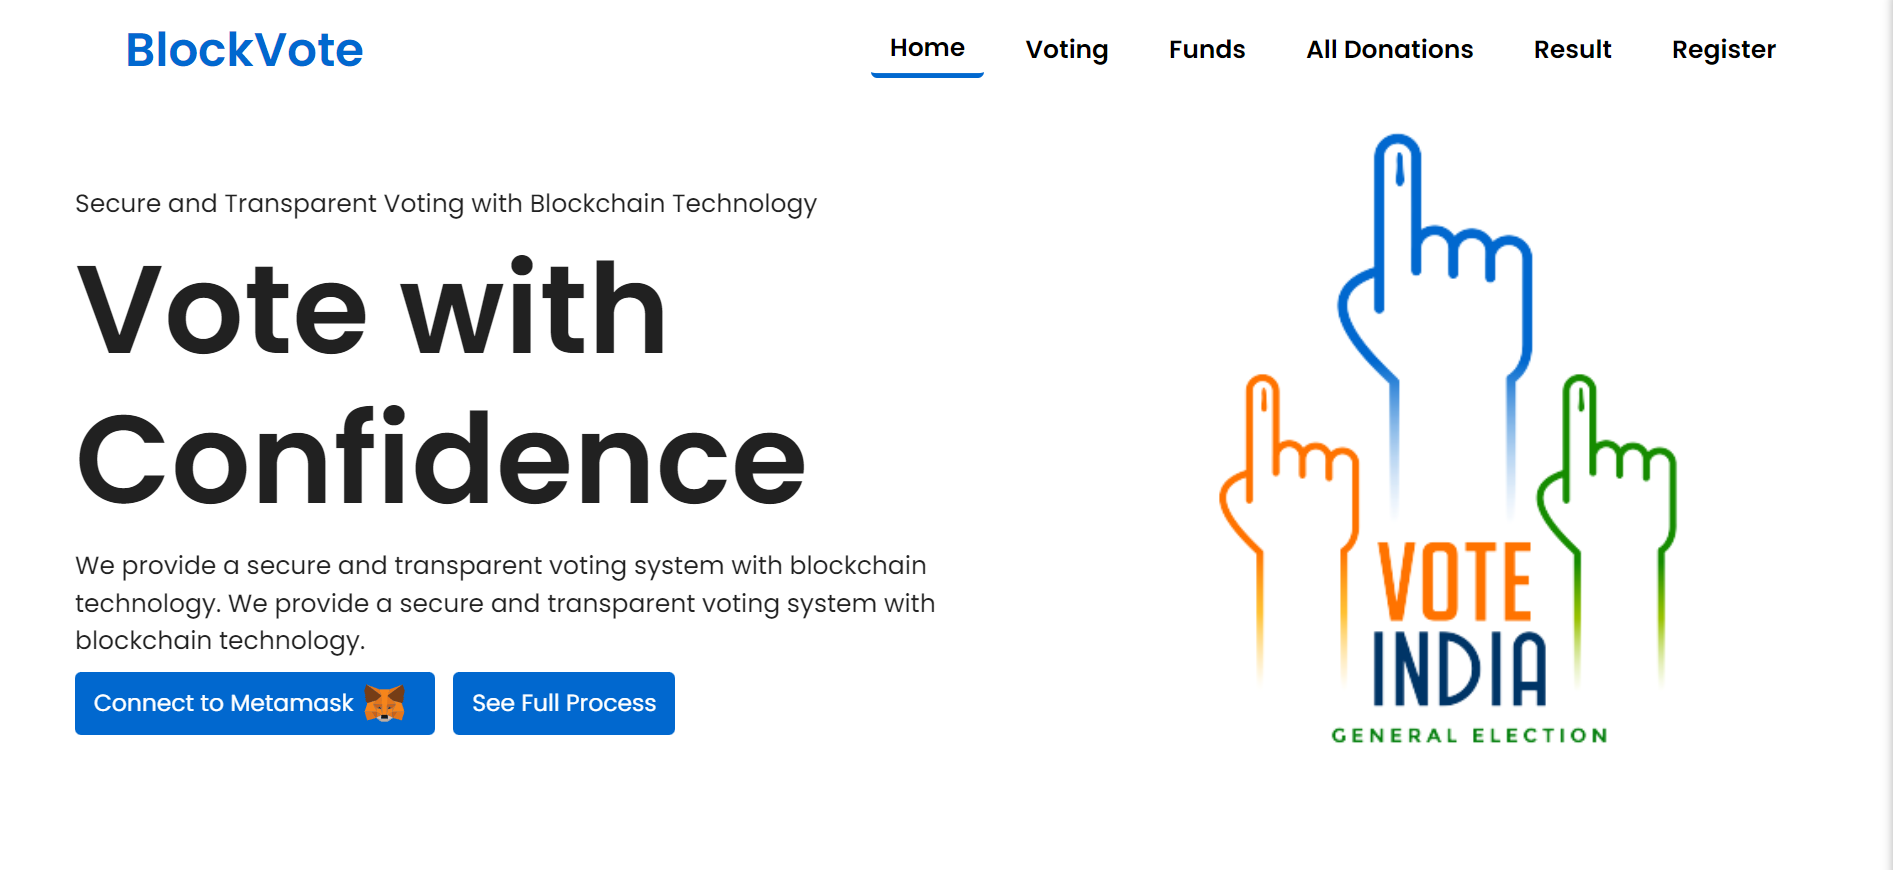 BlockVote
Home
Voting
Funds
All Donations
Result
Register
Secure and Transparent Voting with Blockchain Technology
Vote with
Confidence
We provide a secure and transparent voting system with blockchain
technology. We provide a secure and transparent voting system with
blockchain technology.
Connect to Metamask
See Full Process
VOTE
INDIA
GENERAL ELECTION